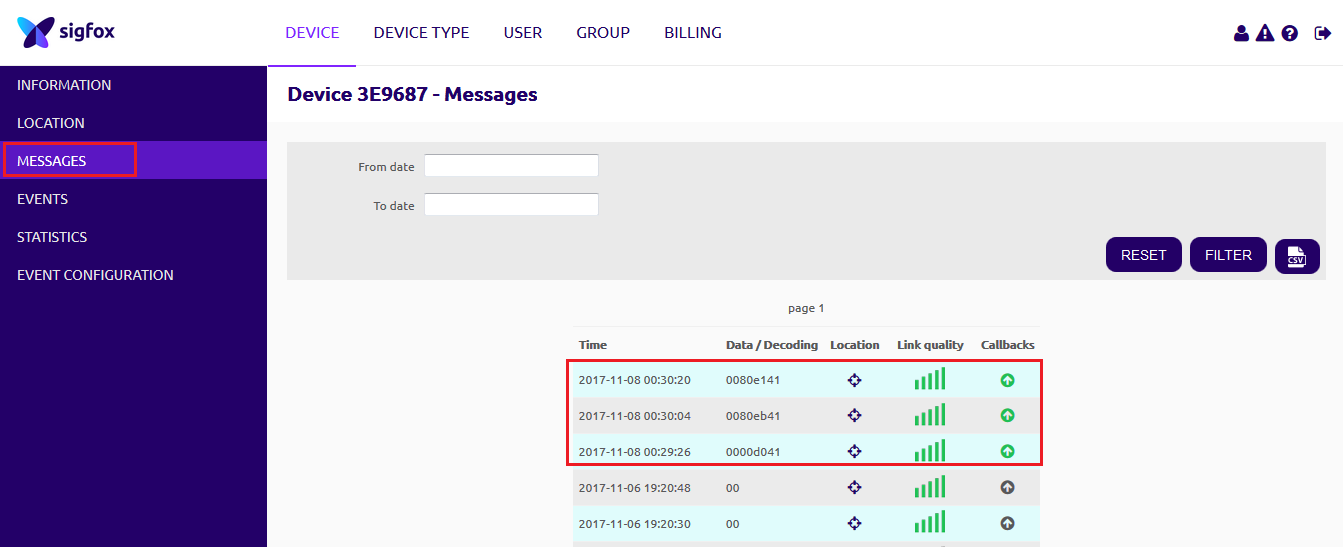 sigfox
DEVICE DEVICE TYPE USER GROUP BILLING
INFORMATION
LOCATION
MESSAGES
EVENTS
STATISTICS
EVENT CONFIGURATION
Device 3E9687 - Messages
From date
To date
RESET FILTER CSV
page 1
Time Data / Decoding Location Link quality Callbacks
2017-11-08 00:30:20 0080e141
2017-11-08 00:30:04 0080eb41
2017-11-08 00:29:26 0000d041
2017-11-06 19:20:48 00
2017-11-06 19:20:30 00